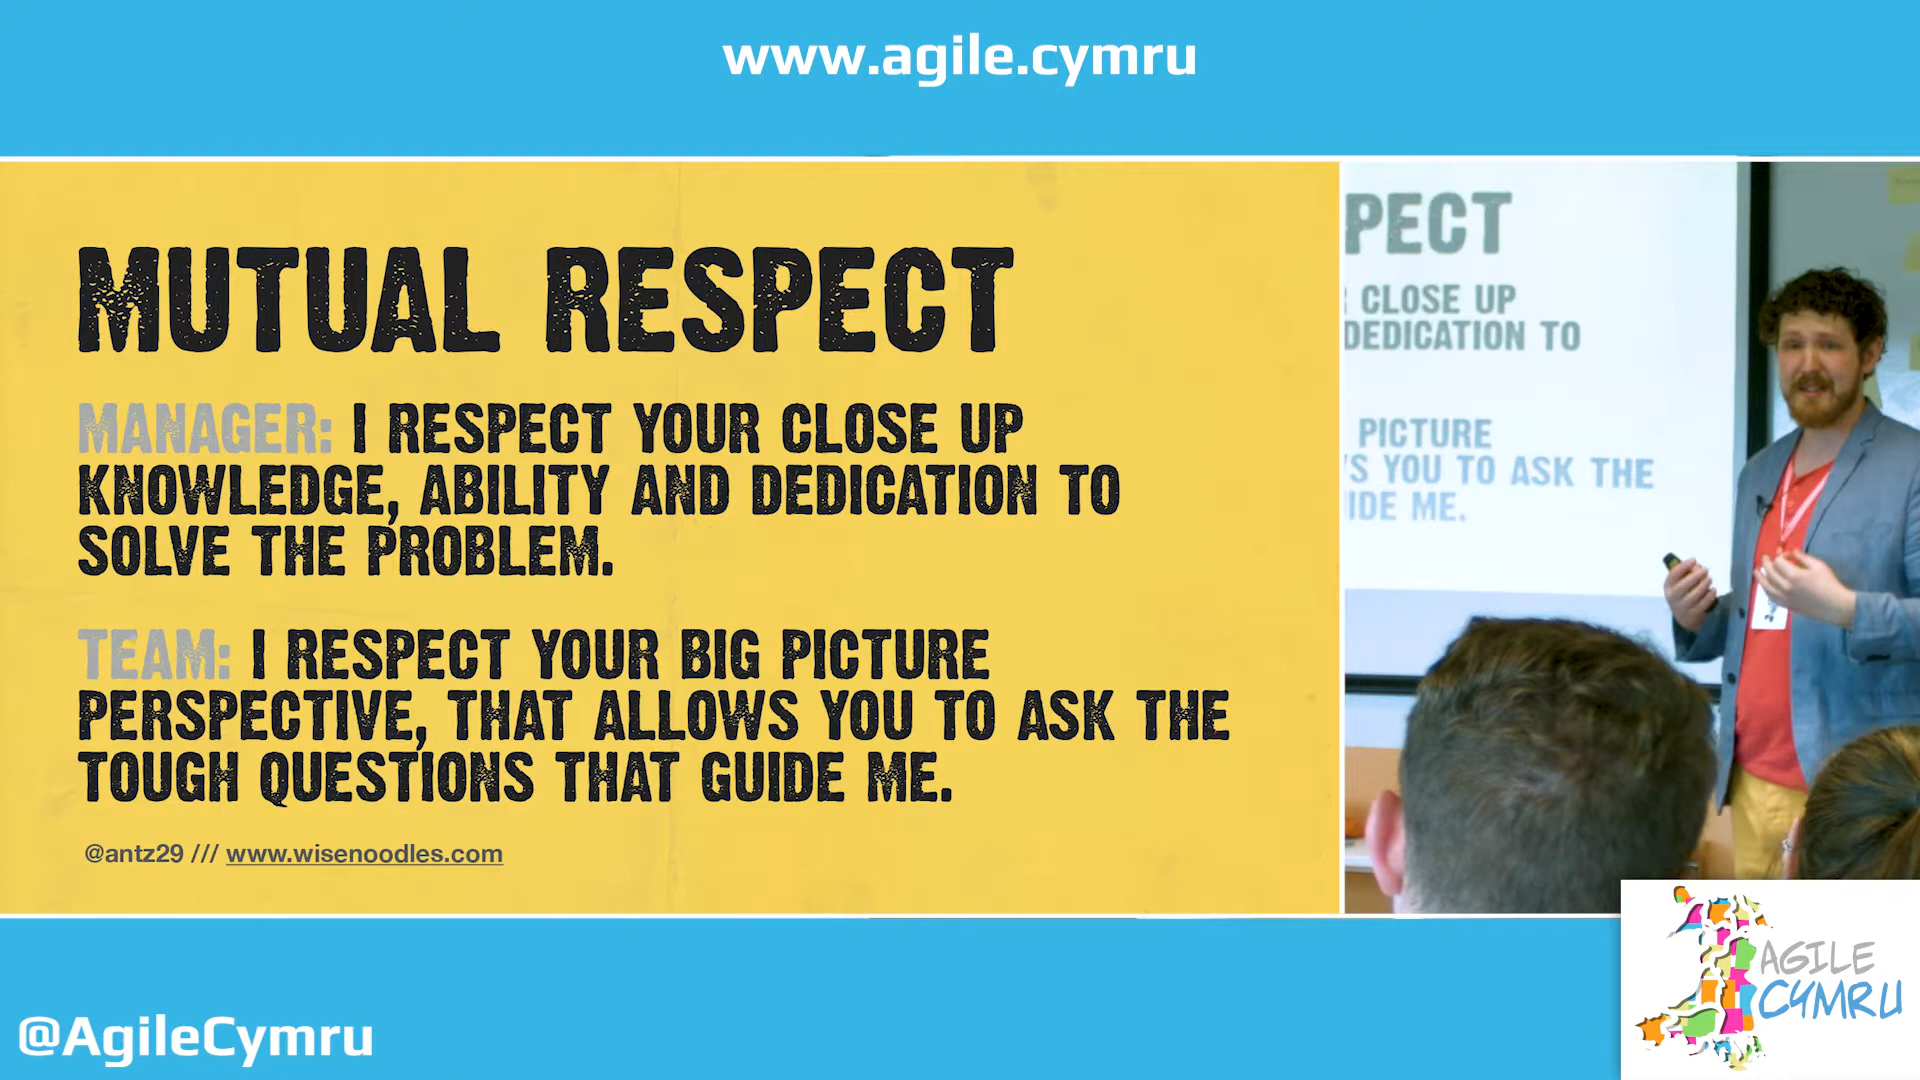 www.agile.cymru
MUTUAL RESPECT
MANAGER: I RESPECT YOUR CLOSE UP
KNOWLEDGE, ABILITY AND DEDICATION TO
SOLVE THE PROBLEM.
TEAM: I RESPECT YOUR BIG PICTURE
PERSPECTIVE, THAT ALLOWS YOU TO ASK THE
TOUGH QUESTIONS THAT GUIDE ME.
@antz29 /// www.wisenoodles.com
PECT
CLOSE UP
DEDICATION TO
PICTURE
S YOU TO ASK THE
IDE ME.
@AgileCymru
AGILE
CYMRU